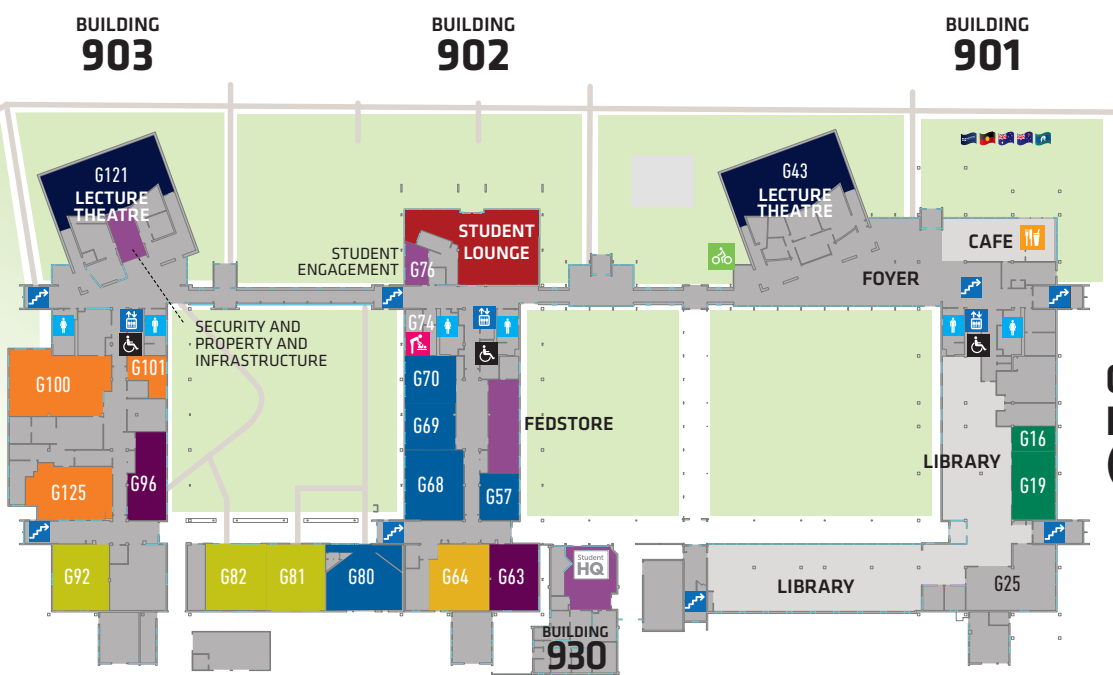 BUILDING
903
BUILDING
902
BUILDING
901
G121
LECTURE
THEATRE
STUDENT
LOUNGE
STUDENT
ENGAGEMENT
G76
G43
LECTURE
THEATRE
CAFE
FOYER
G74
SECURITY AND
PROPERTY AND
INFRASTRUCTURE
G100
G101
G70
G69
FEDSTORE
G16
LIBRARY
G19
G125
G96
G68
G57
G92
G82
G81
G80
G64
G63
Student
HQ
LIBRARY
G25
BUILDING
930